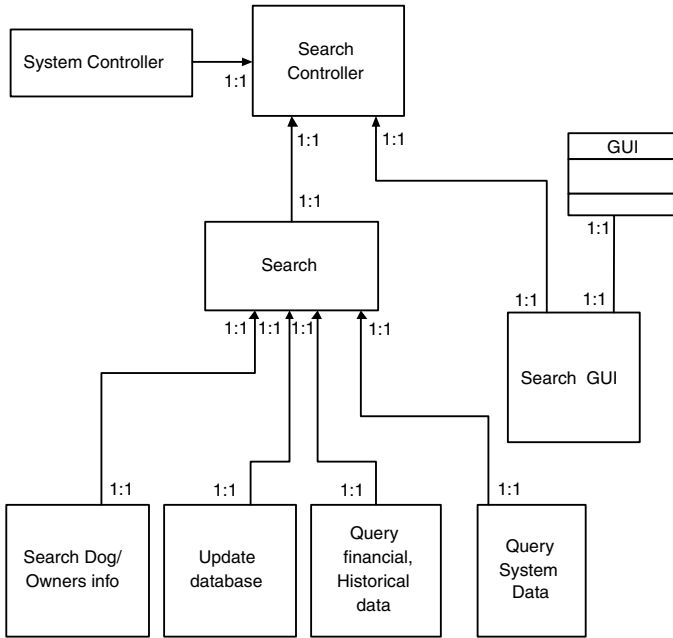 Search
Controller
System Controller
1:1
1:1
1:1
GUI
1:1
1:1
Search
1:1
1:1
1:1
1:1
1:1
1:1
Search GUI
1:1
1:1
1:1
1:1
Search Dog/
Owners info
Update
database
Query
financial,
Historical
data
Query
System
Data